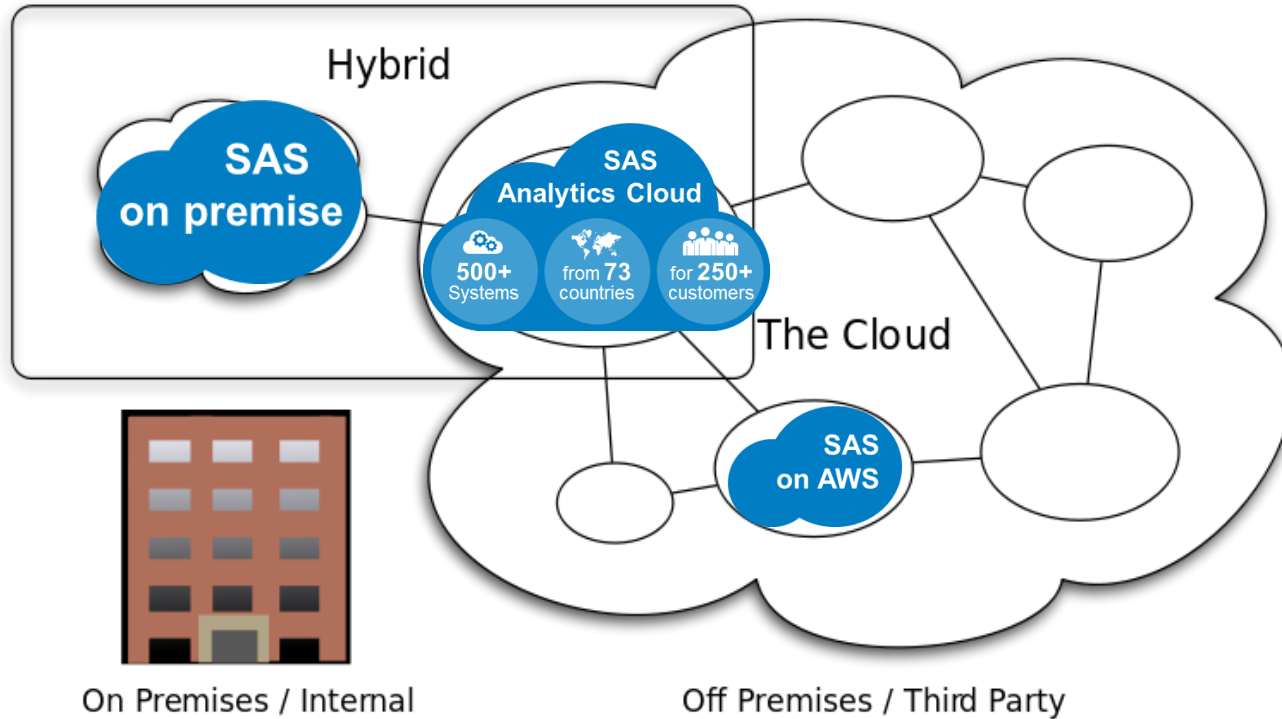 Hybrid
SAS
on premise
SAS
Analytics Cloud
500+
Systems
from 73
countries
for 250+
customers
The Cloud
SAS
on AWS
On Premises / Internal
Off Premises / Third Party